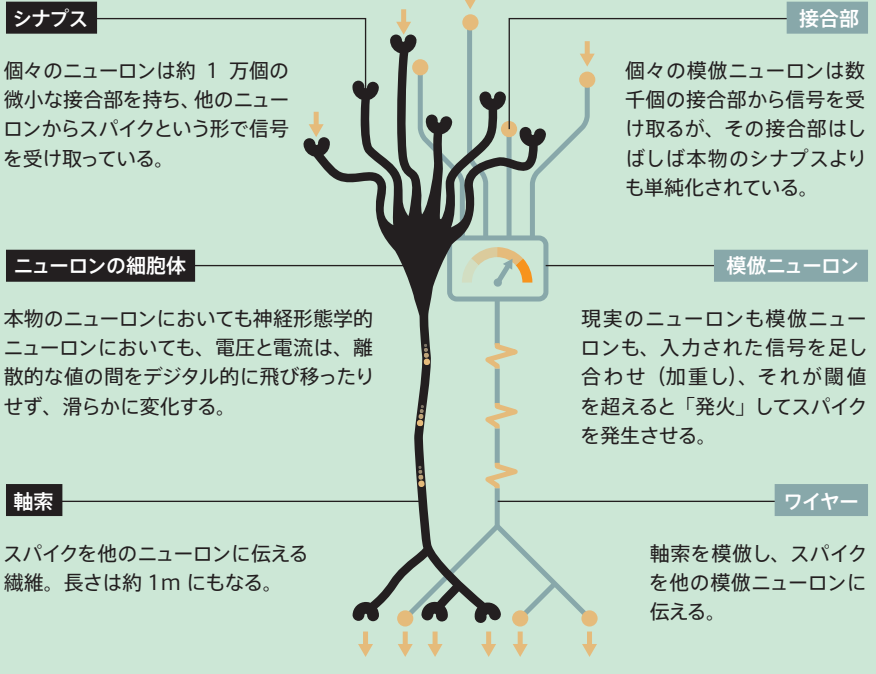 シナプス
個々のニューロンは約 1 万個の
微小な接合部を持ち、他のニュー
ロンからスパイクという形で信号
を受け取っている。
接合部
個々の模倣ニューロンは数
千個の接合部から信号を受
け取るが、その接合部はし
ばしば本物のシナプスより
も単純化されている。
ニューロンの細胞体
本物のニューロンにおいても神経形態学的
ニューロンにおいても、電圧と電流は、離
散的な値の間をデジタル的に飛び移ったり
せず、滑らかに変化する。
模倣ニューロン
現実のニューロンも模倣ニュー
ロンも、入力された信号を足し
合わせ（加重し）、それが閾値
を超えると「発火」してスパイク
を発生させる。
軸索
スパイクを他のニューロンに伝える
繊維。長さは約 1m にもなる。
ワイヤー
軸索を模倣し、スパイク
を他の模倣ニューロンに
伝える。